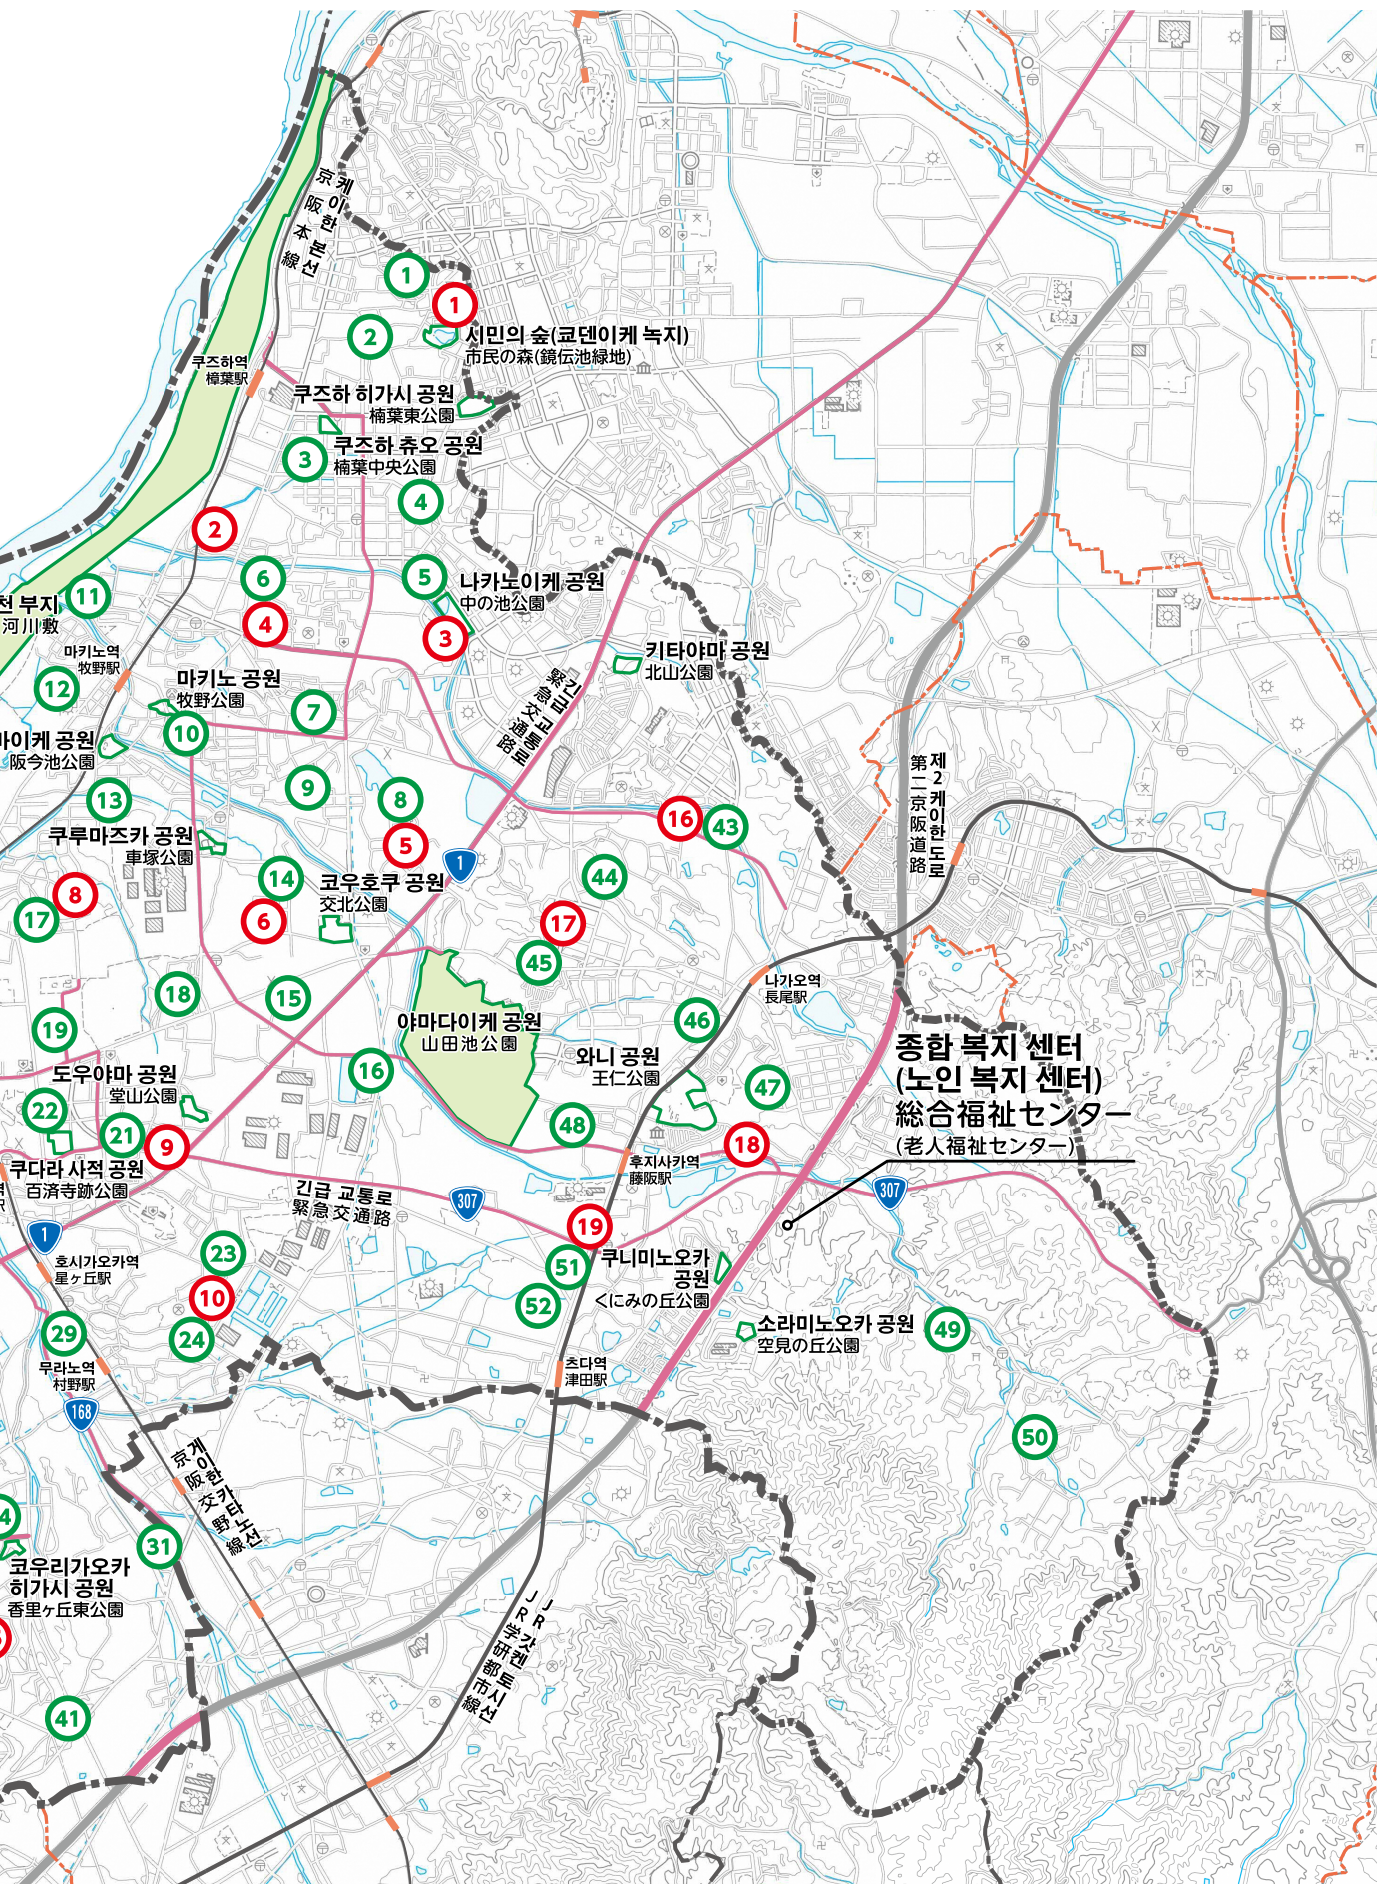 케이한 본선
京阪本線
1
1
2
시민의 숲(쿄덴이케 녹지)
市民の森(鏡伝池緑地)
쿠즈하역
樟葉駅
쿠즈하 히가시 공원
楠葉東公園
쿠즈하 츄오 공원
楠葉中央公園
3
4
2
6
5
나카노이케 공원
中の池公園
11
천 부지
河川敷
4
3
마키노역
牧野駅
키타야마 공원
北山公園
12
마키노 공원
牧野公園
긴급 교통로
緊急交通路
7
10
마이케 공원
阪今池公園
제2케이한도로
第二京阪道路
9
8
13
16
43
쿠루마즈카 공원
車塚公園
5
1
14
코우호쿠 공원
交北公園
44
8
17
6
17
45
나가오역
長尾駅
18
15
46
19
야마다이케 공원
山田池公園
종합 복지 센터
(노인 복지 센터)
総合福祉センター
(老人福祉センター)
와니 공원
王仁公園
16
47
도우야마 공원
堂山公園
22
21
9
48
18
쿠다라 사적 공원
百済寺跡公園
후지사카역
藤阪駅
긴급 교통로
緊急交通路
307
307
19
1
23
호시가오카역
星ヶ丘駅
51
쿠니미노오카
공원
くにみの丘公園
10
52
29
24
소라미노오카 공원
空見の丘公園
49
무라노역
村野駅
츠다역
津田駅
168
50
게이한 카타노선
京阪交野線
4
31
코우리가오카
히가시 공원
香里ヶ丘東公園
JR 갓켄토시선
JR学研都市線
41